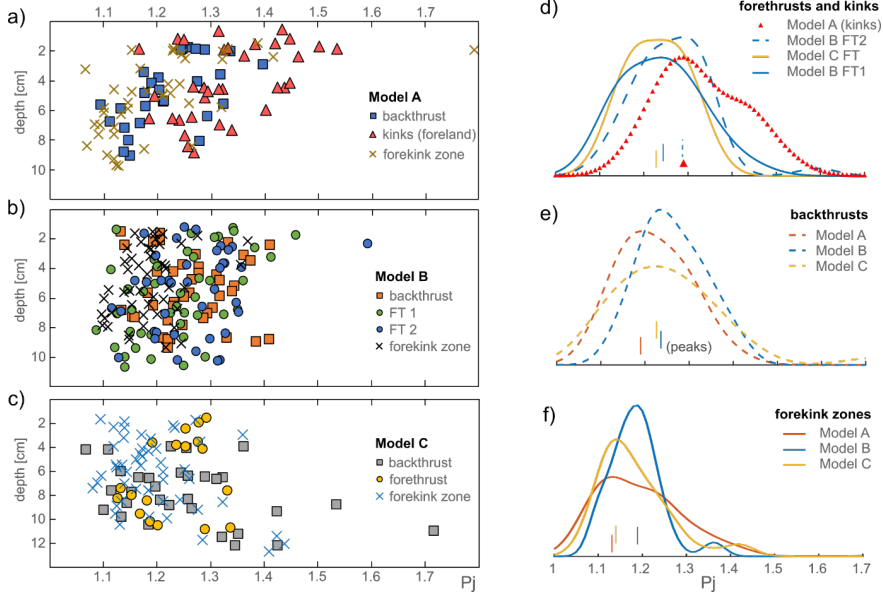 1.1 1.2 1.3 1.4 1.5 1.6 1.7
a)
2
4
6
8
10
depth [cm]
Model A
backthrust
kinks (foreland)
forekink zone
b)
2
4
6
8
10
depth [cm]
Model B
backthrust
FT 1
FT 2
forekink zone
c)
2
4
6
8
10
12
depth [cm]
Model C
backthrust
forethrust
forekink zone
1.1 1.2 1.3 1.4 1.5 1.6 1.7
Pj
d)
forethrusts and kinks
Model A (kinks)
Model B FT2
Model C FT
Model B FT1
e)
backthrusts
Model A
Model B
Model C
(peaks)
f)
forekink zones
Model A
Model B
Model C
1 1.1 1.2 1.3 1.4 1.5 1.6 1.7
Pj